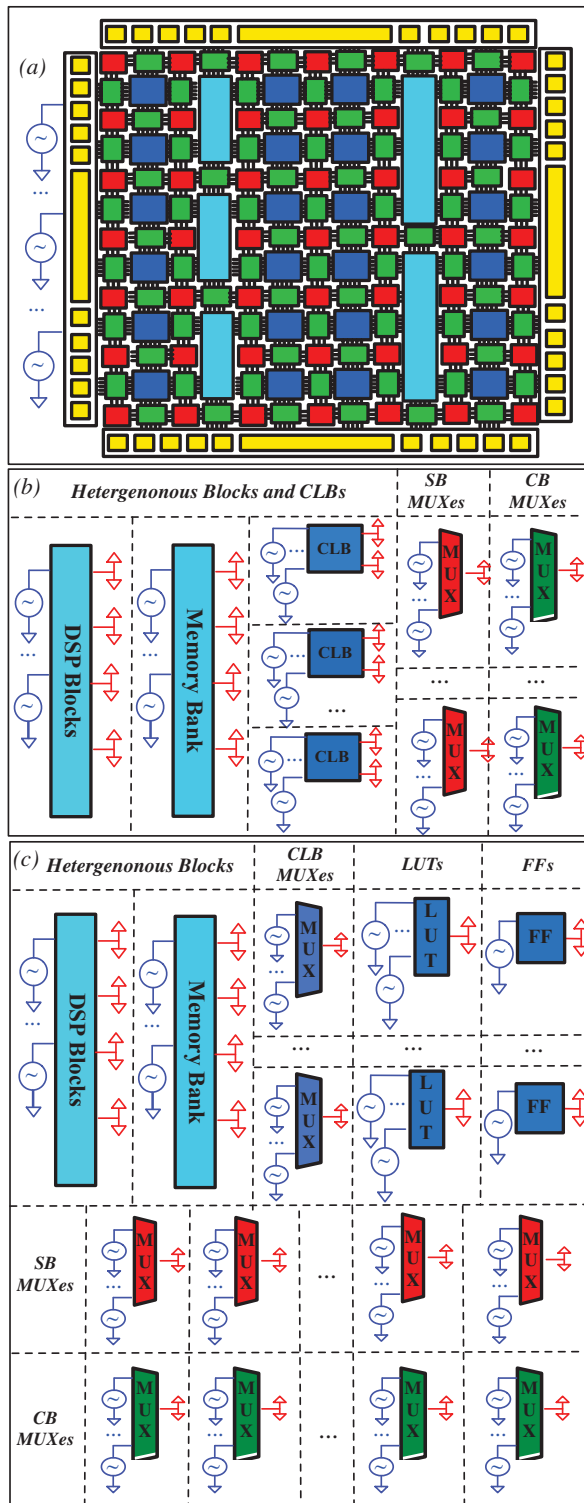 (a)
...
...
(b)
Hetergenonous Blocks and CLBs
SB
MUXes
CB
MUXes
DSP Blocks
...
Memory Bank
...
CLB
...
CLB
...
...
CLB
...
MUX
...
MUX
...
...
...
MUX
...
MUX
...
(c)
Hetergenonous Blocks
CLB
MUXes
LUTs
FFs
DSP Blocks
...
Memory Bank
...
MUX
...
LUT
...
FF
...
...
...
MUX
...
LUT
...
FF
SB
MUXes
MUX
...
MUX
...
...
MUX
...
MUX
...
CB
MUXes
MUX
...
MUX
...
...
MUX
...
MUX
...